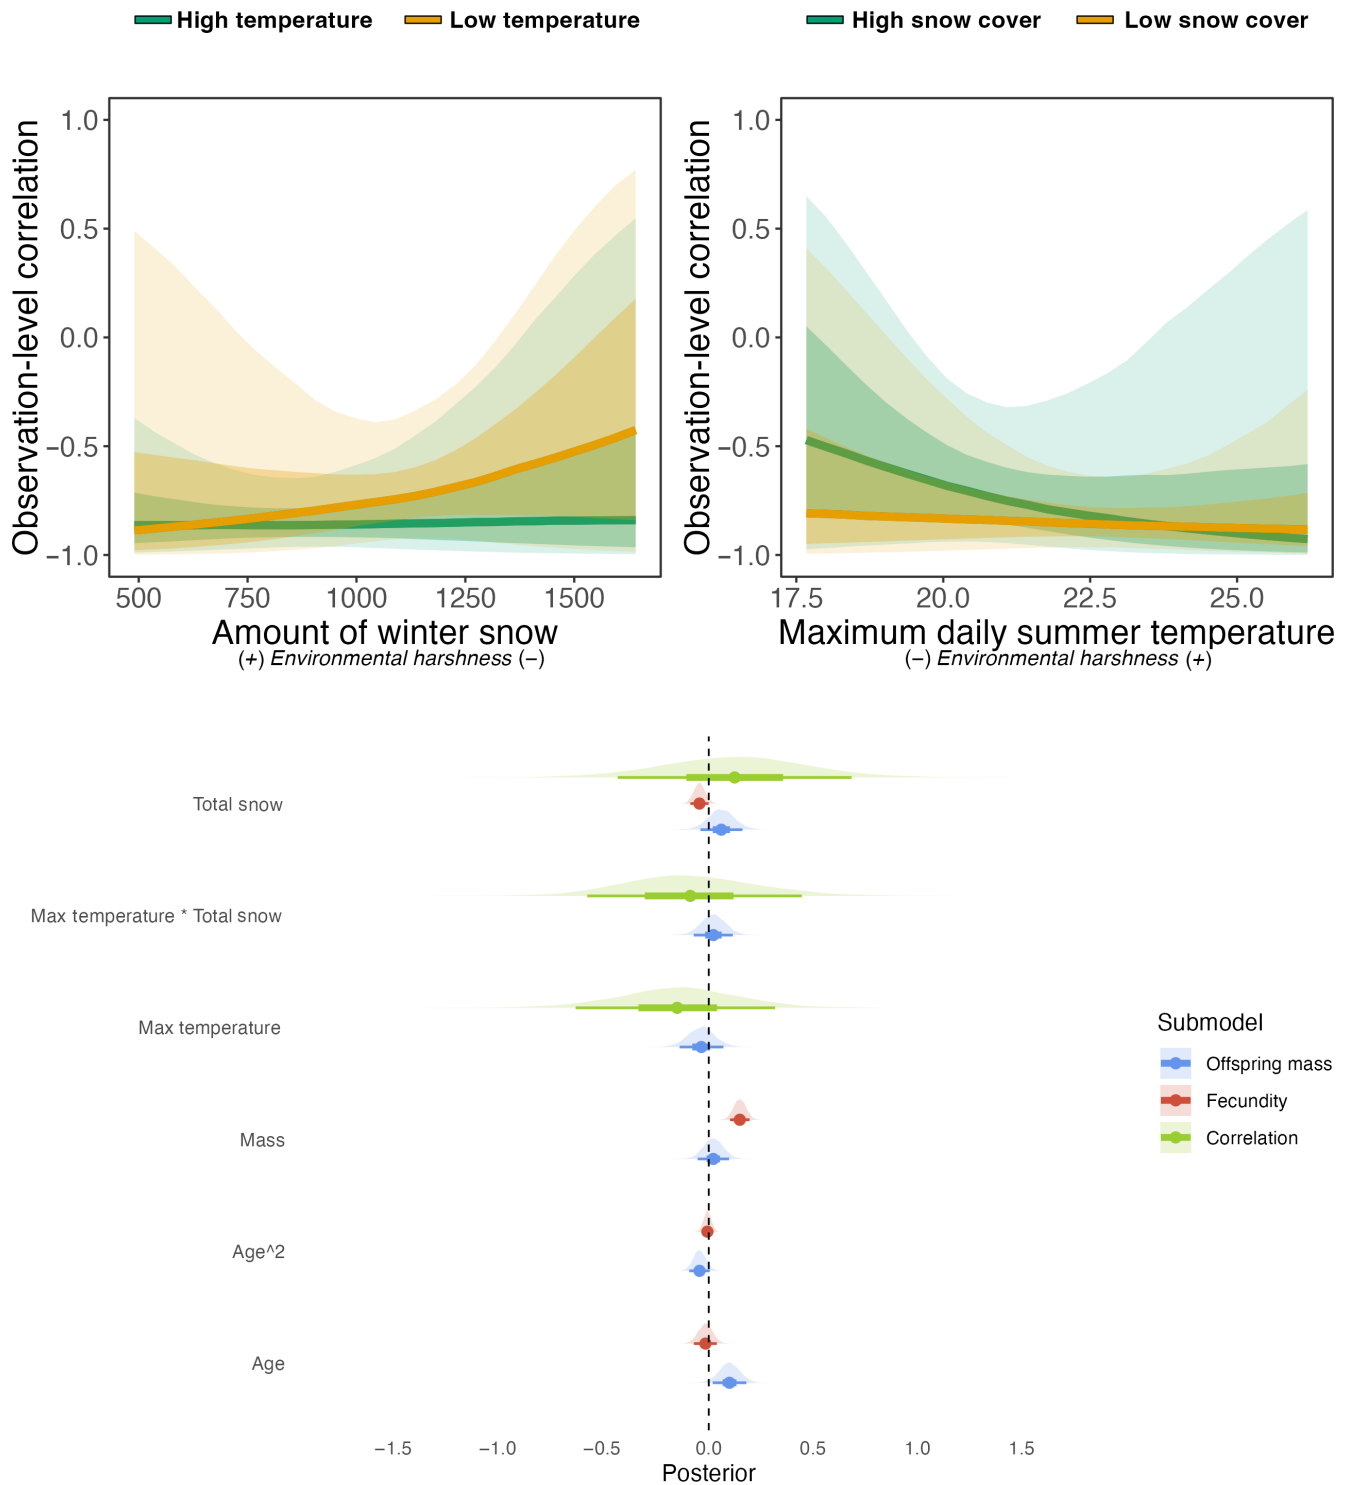 High temperature Low temperature
High snow cover Low snow cover
Observation-level correlation
1.0
0.5
0.0
−0.5
−1.0
500 750 1000 1250 1500
Amount of winter snow
(+) Environmental harshness (−)
Observation-level correlation
1.0
0.5
0.0
−0.5
−1.0
17.5 20.0 22.5 25.0
Maximum daily summer temperature
(−) Environmental harshness (+)
Total snow
Max temperature * Total snow
Max temperature
Mass
Age^2
Age
−1.5 −1.0 −0.5 0.0 0.5 1.0 1.5
Posterior
Submodel
Offspring mass
Fecundity
Correlation